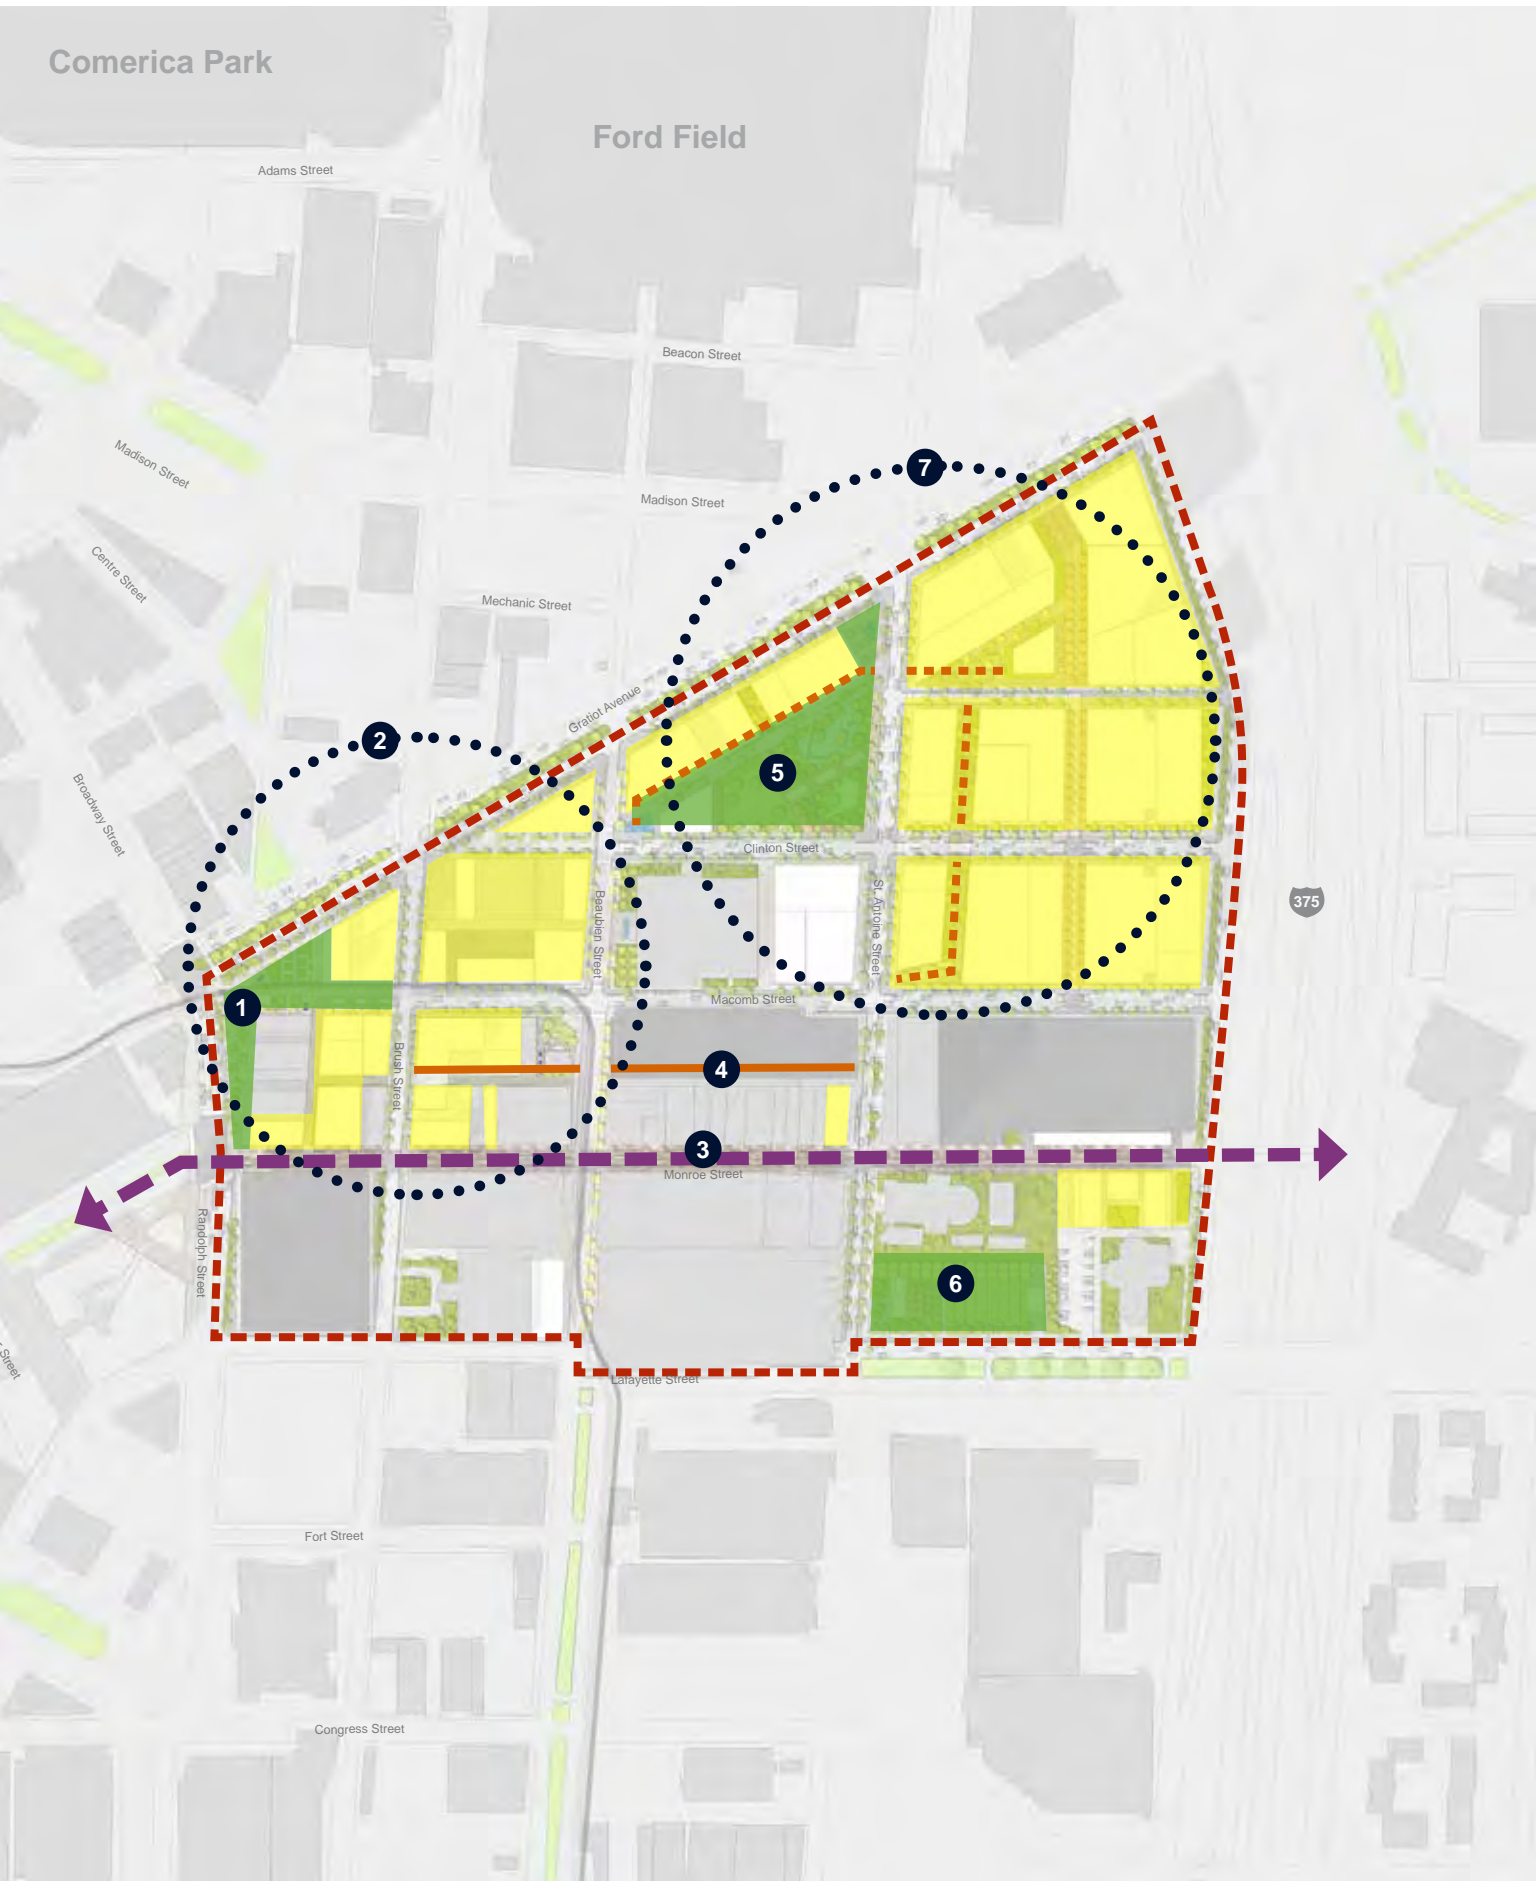 Comerica Park
Ford Field
Adams Street
Beacon Street
Madison Street
Madison Street
7
Centre Street
Mechanic Street
Gratiot Avenue
2
5
Broadway Street
Clinton Street
Beaubien Street
St. Antoine Street
375
Macomb Street
1
Brush Street
4
3
Monroe Street
Randolph Street
6
Street
Lafayette Street
Fort Street
Congress Street